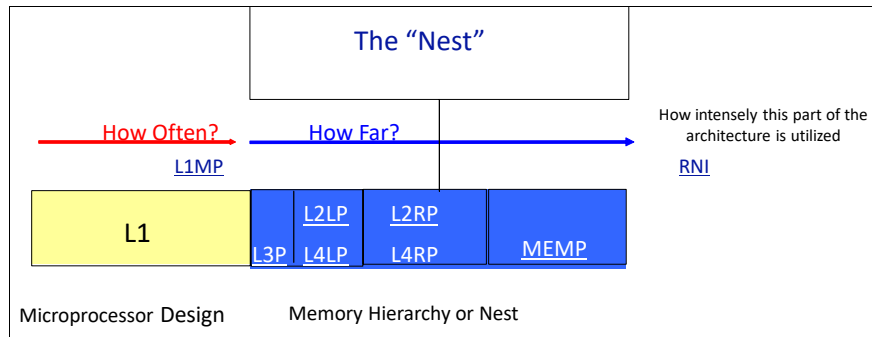 The “Nest”
How intensely this part of the
architecture is utilized
How Often?
How Far?
L1MP
RNI
L1
L2LP
L2RP
L3P
L4LP
L4RP
MEMP
Microprocessor Design
Memory Hierarchy or Nest